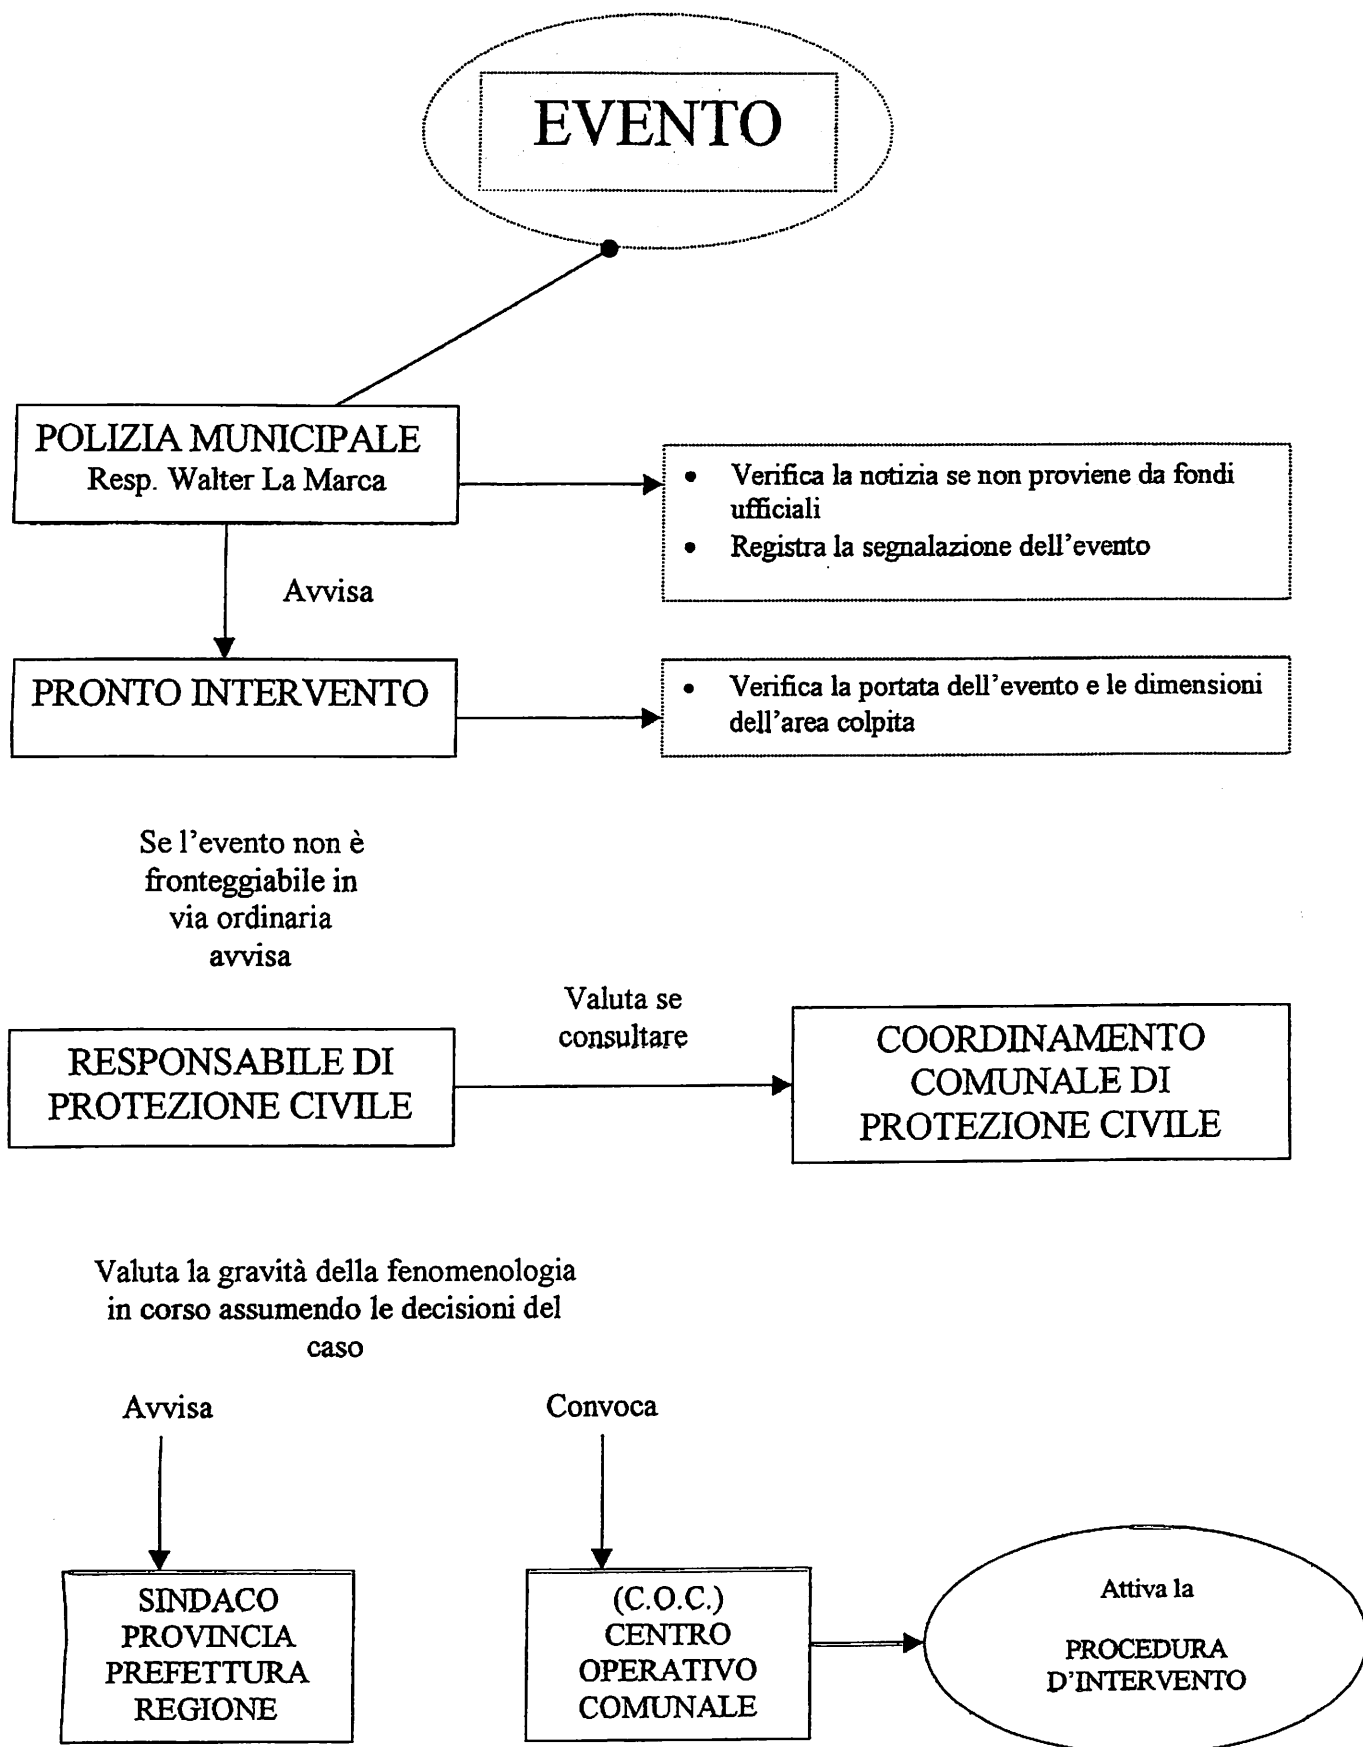 EVENTO
POLIZIA MUNICIPALE
Resp. Walter La Marca
• Verifica la notizia se non proviene da fondi
ufficiali
• Registra la segnalazione dell'evento
Avvisa
PRONTO INTERVENTO
• Verifica la portata dell'evento e le dimensioni
dell'area colpita
Se l'evento non è
fronteggiabile in
via ordinaria
avvisa
Valuta se
consultare
RESPONSABILE DI
PROTEZIONE CIVILE
COORDINAMENTO
COMUNALE DI
PROTEZIONE CIVILE
Valuta la gravità della fenomenologia
in corso assumendo le decisioni del
caso
Avvisa
Convoca
SINDACO
PROVINCIA
PREFETTURA
REGIONE
(C.O.C.)
CENTRO
OPERATIVO
COMUNALE
Attiva la
PROCEDURA
D'INTERVENTO